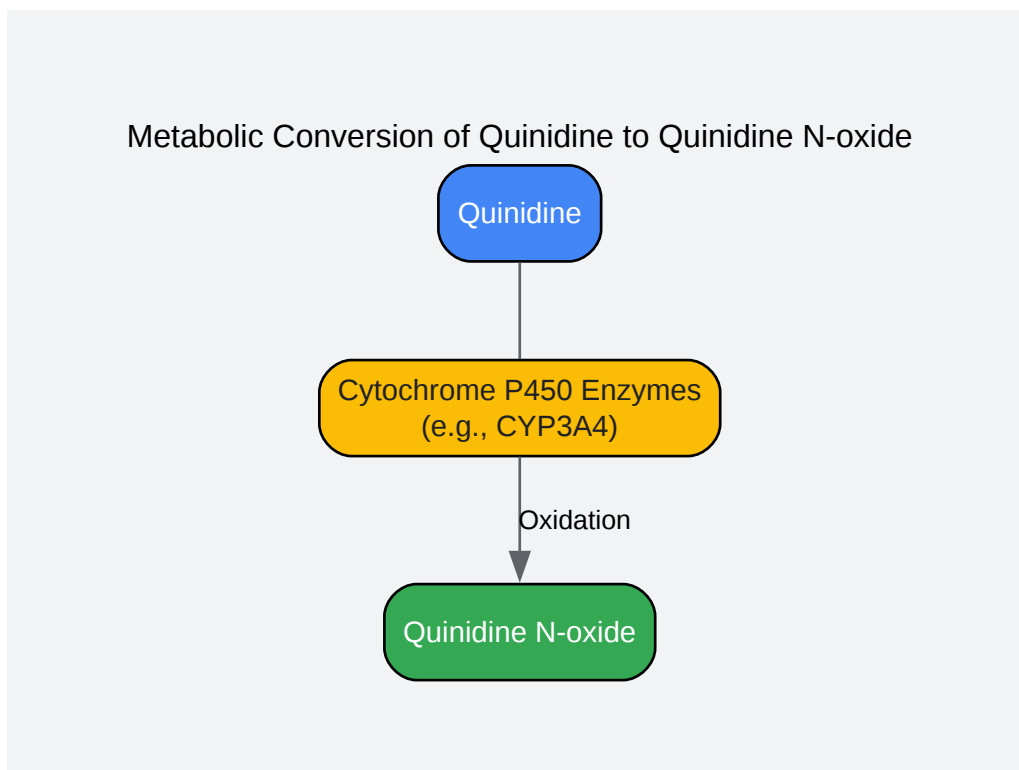 Metabolic Conversion of Quinidine to Quinidine N-oxide
Quinidine
Cytochrome P450 Enzymes
(e.g., CYP3A4)
Oxidation
Quinidine N-oxide